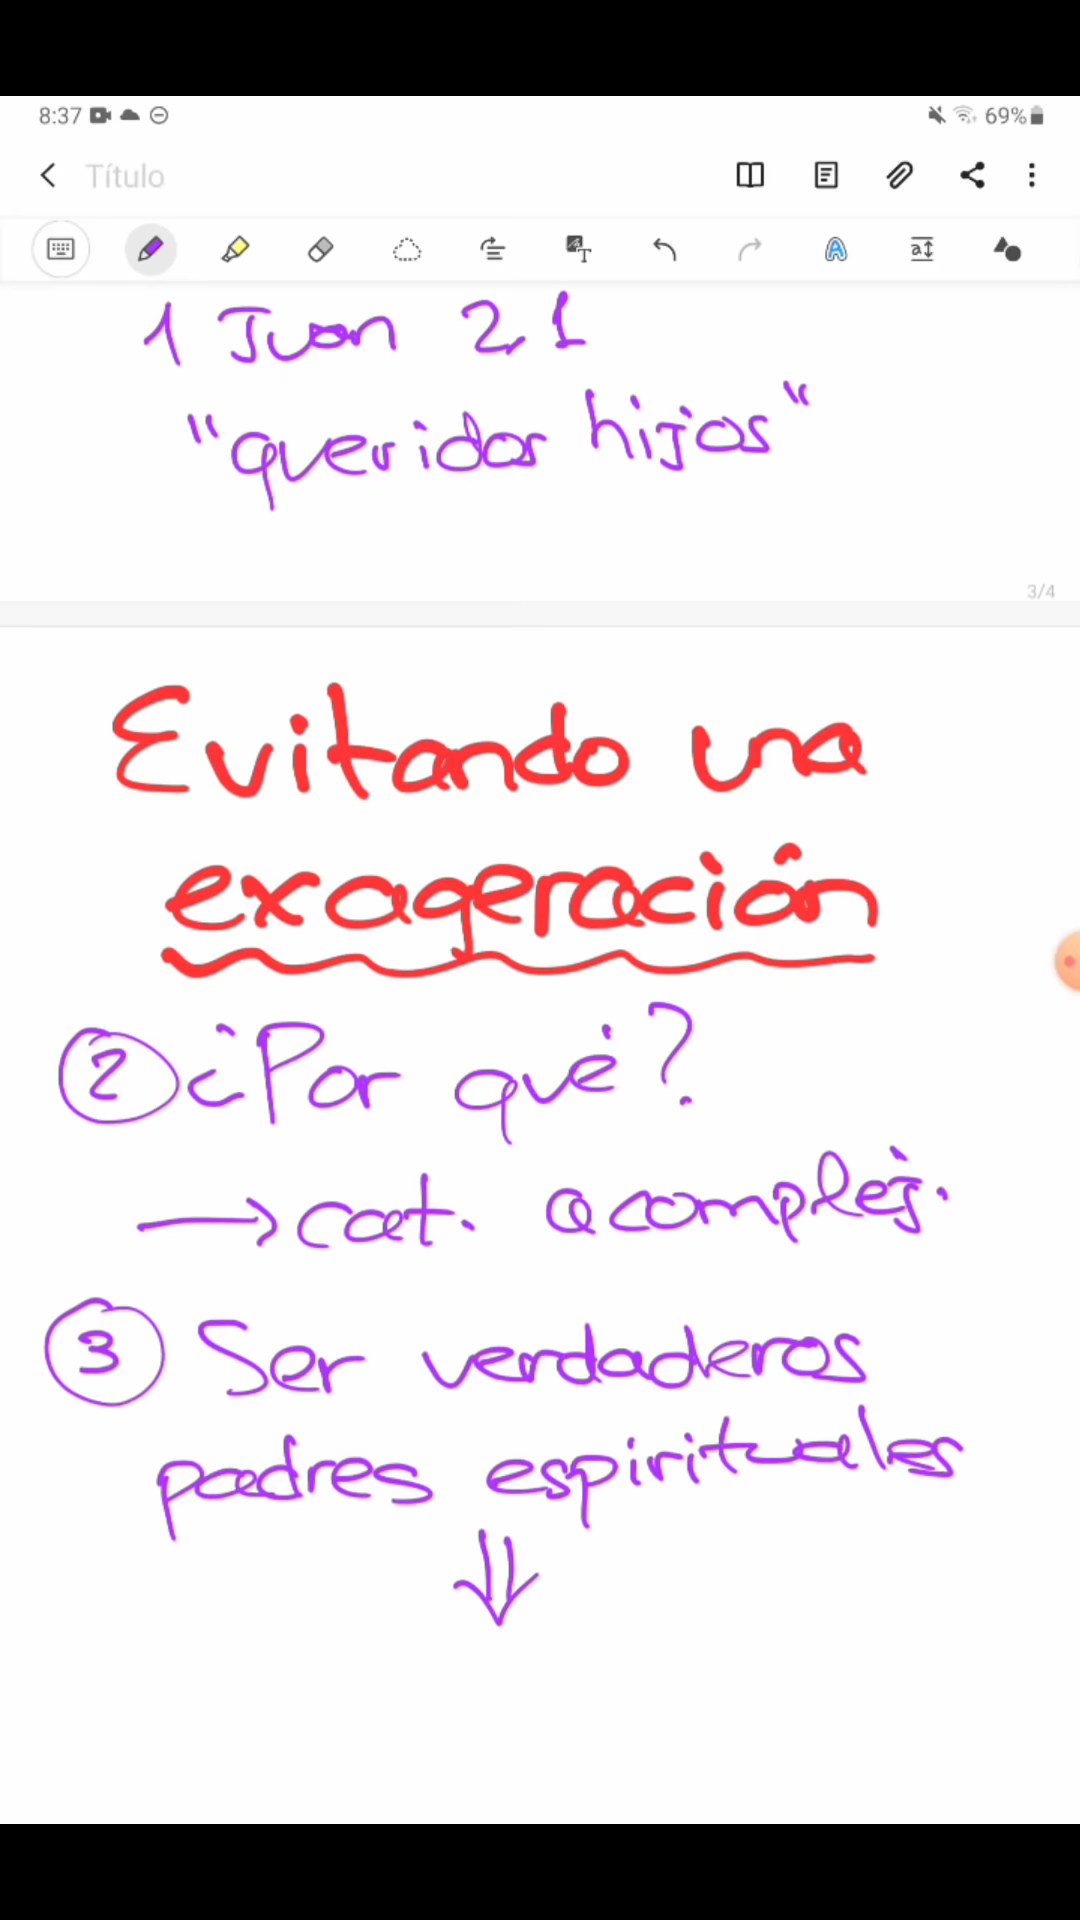 8:37 69%
Título
1 Juan 2,1
"queridos hijos"
3/4
Evitando una
exageración
2 ¿Por qué?
→ cat. acomplej.
3 Ser verdaderos
padres espirituales
⇓